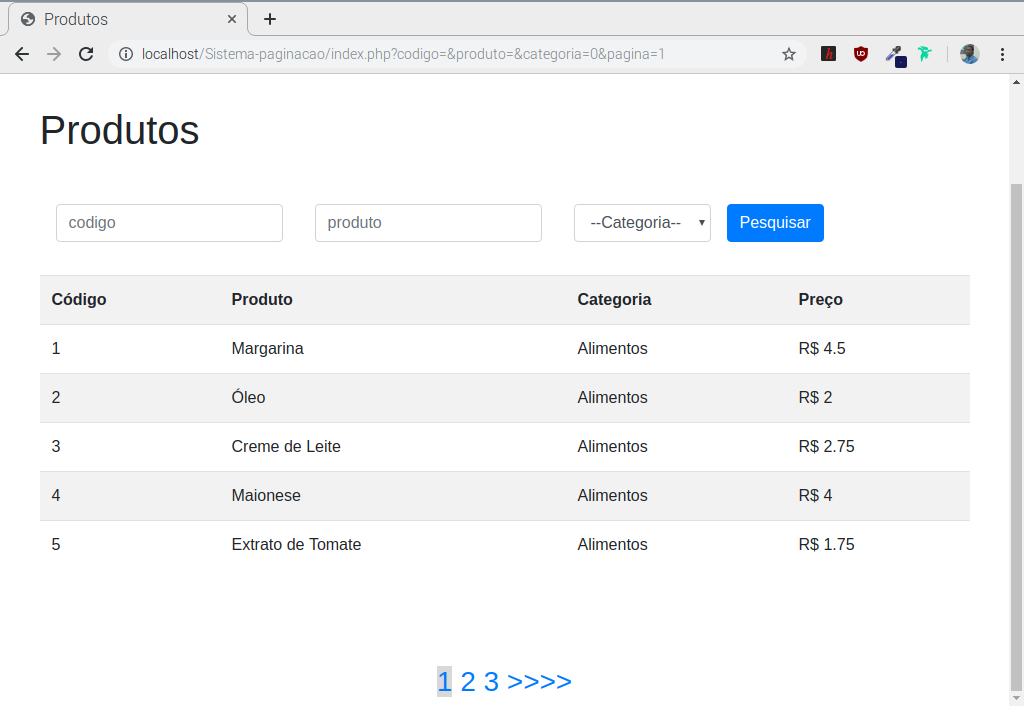 Produtos
localhost/Sistema-paginacao/index.php?codigo=&produto=&categoria=0&pagina=1
Produtos
codigo produto --Categoria-- Pesquisar
Código Produto Categoria Preço
1 Margarina Alimentos R$ 4.5
2 Óleo Alimentos R$ 2
3 Creme de Leite Alimentos R$ 2.75
4 Maionese Alimentos R$ 4
5 Extrato de Tomate Alimentos R$ 1.75
1 2 3 >>>>